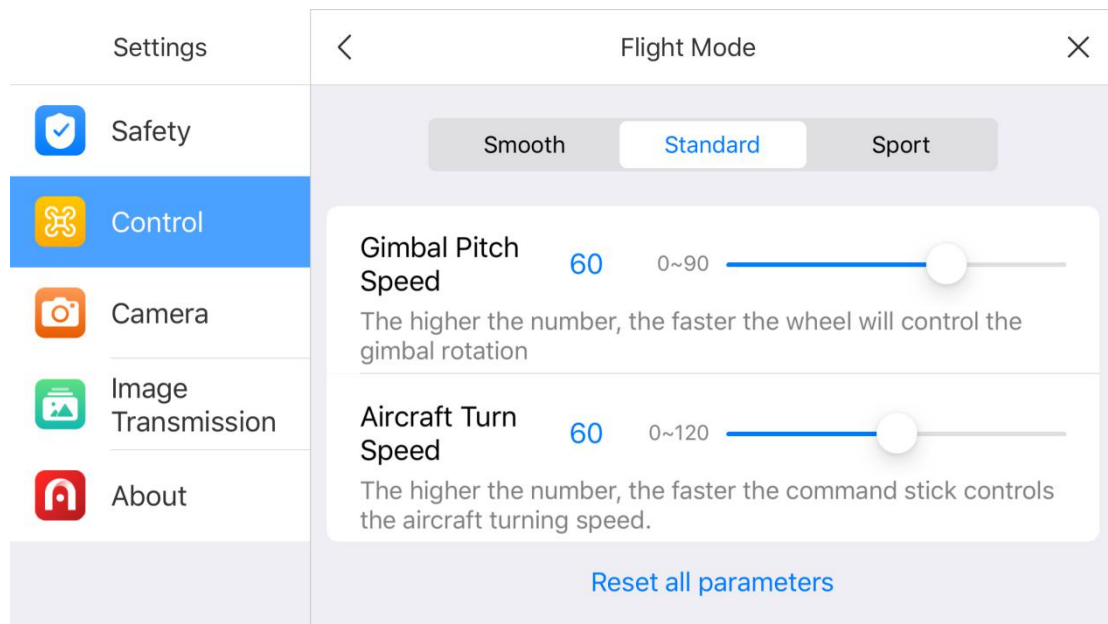 Settings
Flight Mode
Safety
Control
Camera
Image
Transmission
About
Smooth Standard Sport
Gimbal Pitch
Speed
60 0~90
The higher the number, the faster the wheel will control the
gimbal rotation
Aircraft Turn
Speed
60 0~120
The higher the number, the faster the command stick controls
the aircraft turning speed.
Reset all parameters